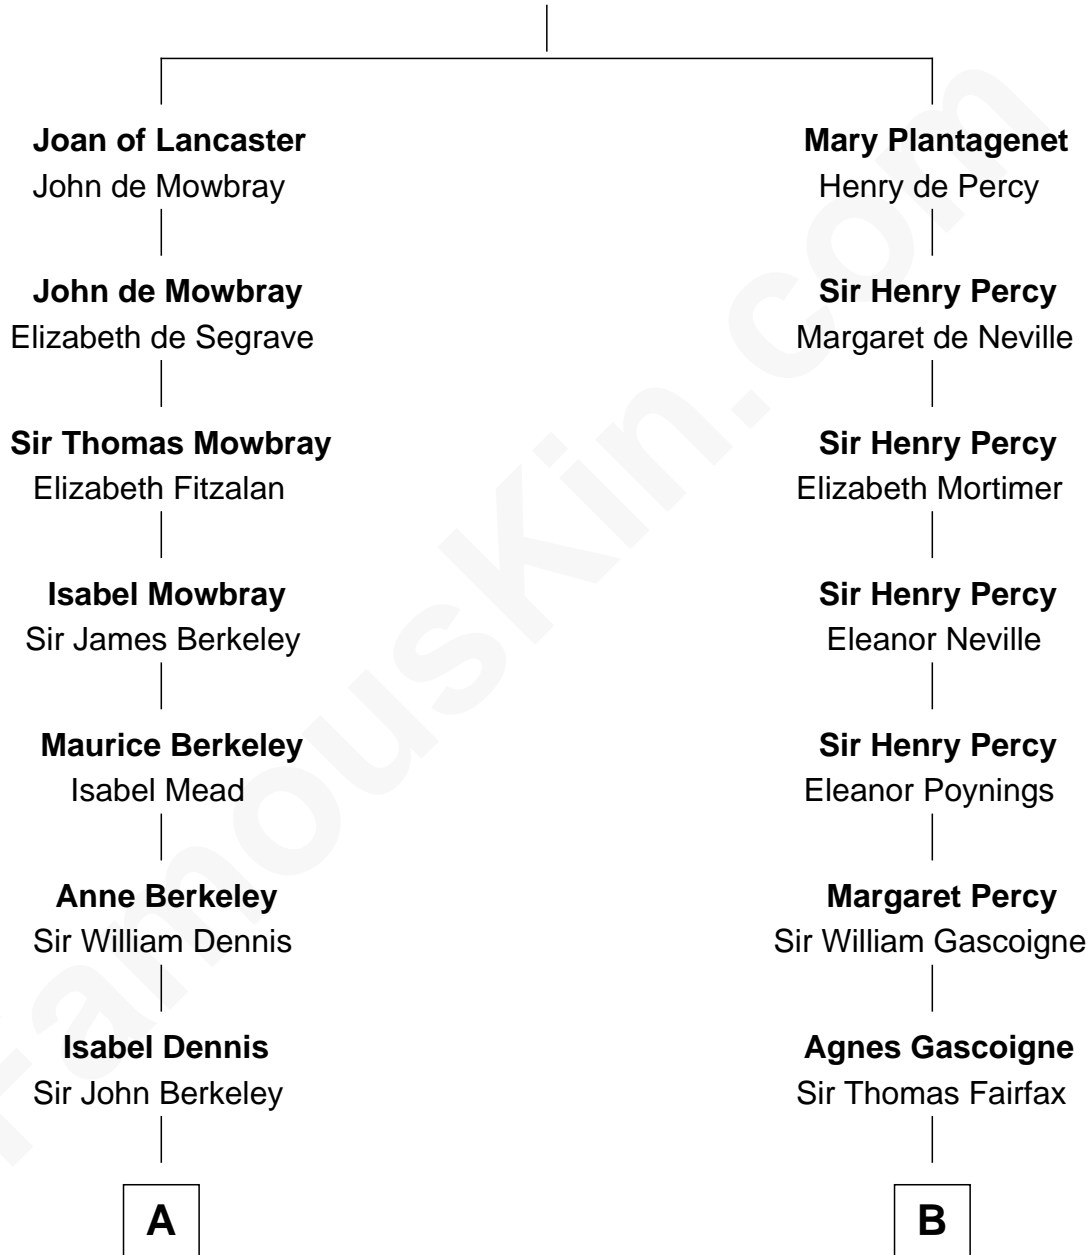 Joan of Lancaster
John de Mowbray
John de Mowbray
Elizabeth de Segrave
Sir Thomas Mowbray
Elizabeth Fitzalan
Isabel Mowbray
Sir James Berkeley
Maurice Berkeley
Isabel Mead
Anne Berkeley
Sir William Dennis
Isabel Dennis
Sir John Berkeley
A
Mary Plantagenet
Henry de Percy
Sir Henry Percy
Margaret de Neville
Sir Henry Percy
Elizabeth Mortimer
Sir Henry Percy
Eleanor Neville
Sir Henry Percy
Eleanor Poynings
Margaret Percy
Sir William Gascoigne
Agnes Gascoigne
Sir Thomas Fairfax
B
FamousKin.com